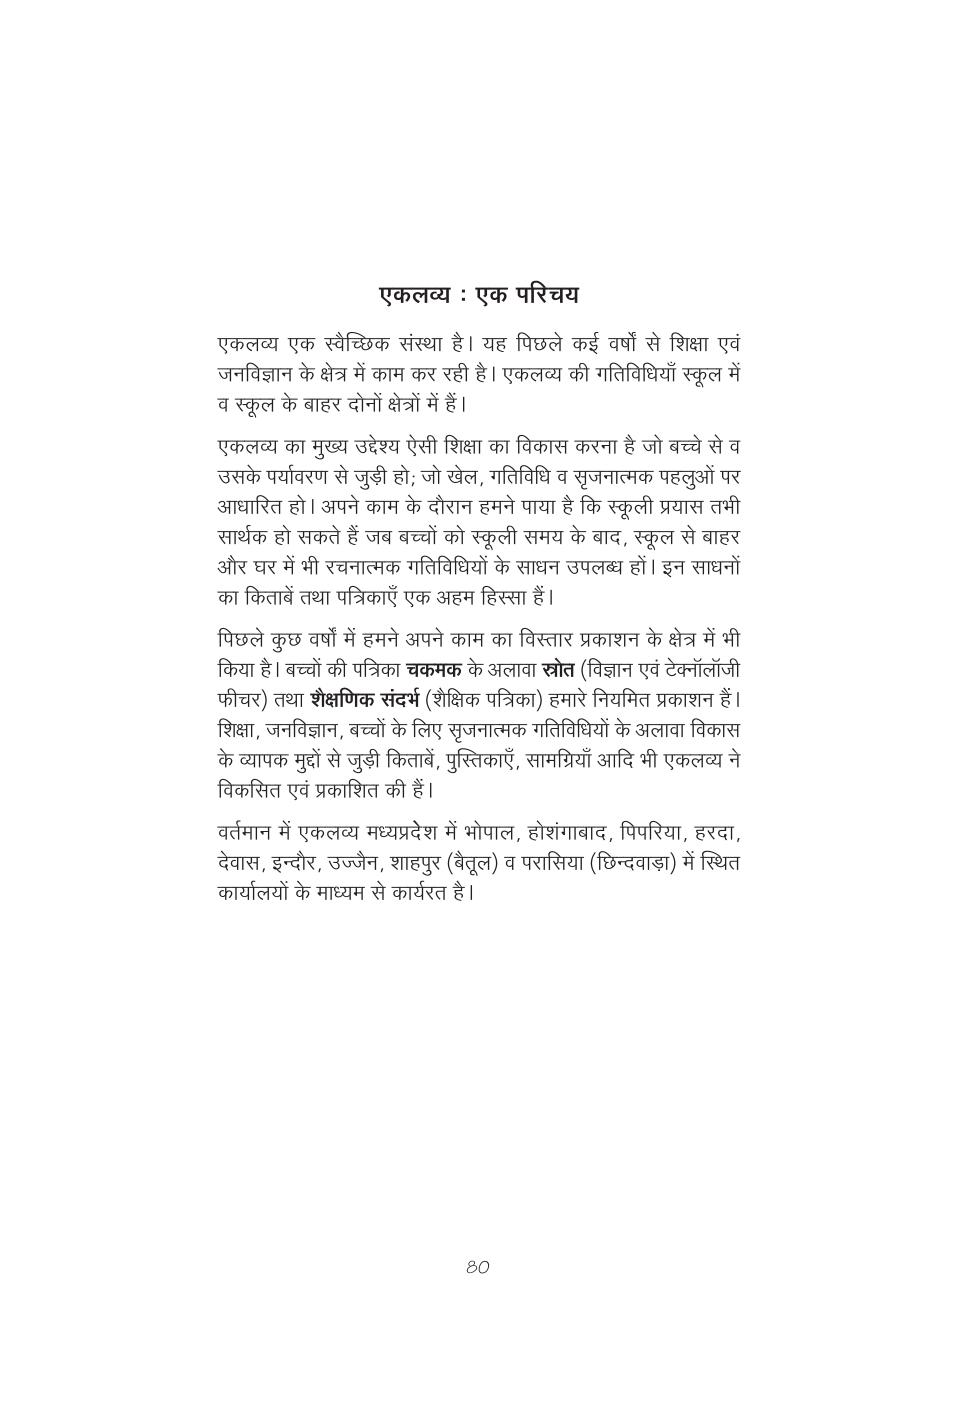 एकलव्य : एक परिचय
एकलव्य एक स्वैच्छिक संस्था है। यह पिछले कई वर्षों से शिक्षा एवं
जनविज्ञान के क्षेत्र में काम कर रही है। एकलव्य की गतिविधियाँ स्कूल में
व स्कूल के बाहर दोनों क्षेत्रों में हैं।
एकलव्य का मुख्य उद्देश्य ऐसी शिक्षा का विकास करना है जो बच्चे से व
उसके पर्यावरण से जुड़ी हो; जो खेल, गतिविधि व सृजनात्मक पहलुओं पर
आधारित हो। अपने काम के दौरान हमने पाया है कि स्कूली प्रयास तभी
सार्थक हो सकते हैं जब बच्चों को स्कूली समय के बाद, स्कूल से बाहर
और घर में भी रचनात्मक गतिविधियों के साधन उपलब्ध हों। इन साधनों
का किताबें तथा पत्रिकाएँ एक अहम हिस्सा हैं।
पिछले कुछ वर्षों में हमने अपने काम का विस्तार प्रकाशन के क्षेत्र में भी
किया है। बच्चों की पत्रिका चकमक के अलावा स्रोत (विज्ञान एवं टेक्नॉलॉजी
फीचर) तथा शैक्षणिक संदर्भ (शैक्षिक पत्रिका) हमारे नियमित प्रकाशन हैं।
शिक्षा, जनविज्ञान, बच्चों के लिए सृजनात्मक गतिविधियों के अलावा विकास
के व्यापक मुद्दों से जुड़ी किताबें, पुस्तिकाएँ, सामग्रियाँ आदि भी एकलव्य ने
विकसित एवं प्रकाशित की हैं।
वर्तमान में एकलव्य मध्यप्रदेश में भोपाल, होशंगाबाद, पिपरिया, हरदा,
देवास, इन्दौर, उज्जैन, शाहपुर (बैतूल) व परासिया (छिन्दवाड़ा) में स्थित
कार्यालयों के माध्यम से कार्यरत है।
80